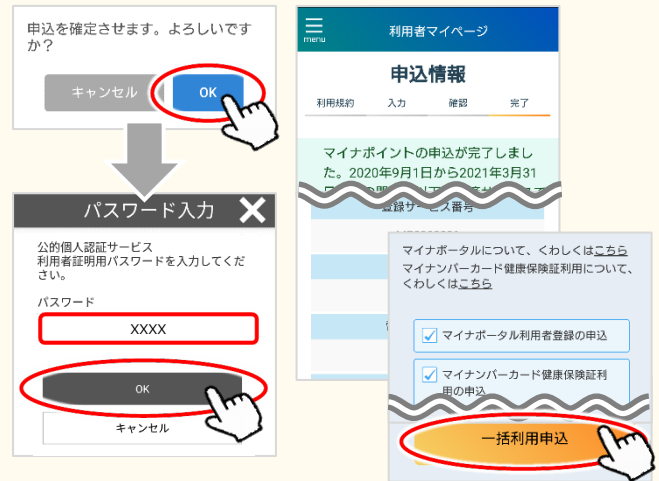 申込を確定させます。よろしいです
か？
キャンセル
OK
パスワード入力
公的個人認証サービス
利用者証明用パスワードを入力してくだ
さい。
パスワード
XXXX
OK
キャンセル
menu
利用者マイページ
申込情報
利用規約 入力 確認 完了
マイナポイントの申込が完了しまし
た。2020年9月1日から2021年3月31
登録サービス番号
マイナポータルについて、くわしくはこちら
マイナンバーカード健康保険証利用について、
くわしくはこちら
マイナポータル利用者登録の申込
マイナンバーカード健康保険証利
用の申込
一括利用申込